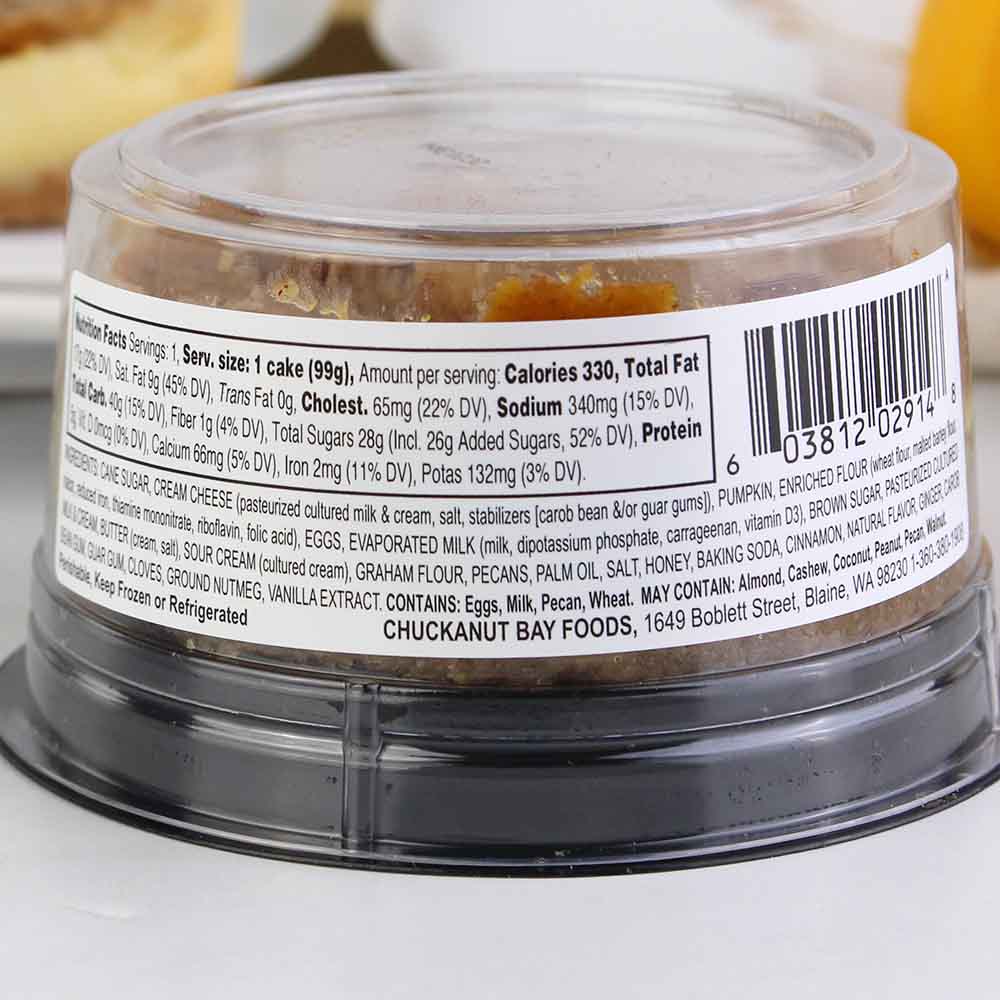 Nutrition Facts Servings: 1, Serv. size: 1 cake (99g), Amount per serving: Calories 330, Total Fat
17g (22% DV), Sat. Fat 9g (45% DV), Trans Fat 0g, Cholest. 65mg (22% DV), Sodium 340mg (15% DV),
Total Carb. 40g (15% DV), Fiber 1g (4% DV), Total Sugars 28g (Incl. 26g Added Sugars, 52% DV), Protein
Vit. D 0mcg (0% DV), Calcium 66mg (5% DV), Iron 2mg (11% DV), Potas 132mg (3% DV).
A
6 03812 02914 8
INGREDIENTS: CANE SUGAR, CREAM CHEESE (pasteurized cultured milk & cream, salt, stabilizers [carob bean &/or guar gums]), PUMPKIN, ENRICHED FLOUR (wheat flour, malted barley flour,
reduced iron, thiamine mononitrate, riboflavin, folic acid), EGGS, EVAPORATED MILK (milk, dipotassium phosphate, carrageenan, vitamin D3), BROWN SUGAR, PASTEURIZED CULTURED
MILK & CREAM, BUTTER (cream, salt), SOUR CREAM (cultured cream), GRAHAM FLOUR, PECANS, PALM OIL, SALT, HONEY, BAKING SODA, CINNAMON, NATURAL FLAVOR, GINGER, CAROB
BEAN GUM, GUAR GUM, CLOVES, GROUND NUTMEG, VANILLA EXTRACT. CONTAINS: Eggs, Milk, Pecan, Wheat. MAY CONTAIN: Almond, Cashew, Coconut, Peanut, Pecan, Walnut.
Perishable, Keep Frozen or Refrigerated
CHUCKANUT BAY FOODS, 1649 Boblett Street, Blaine, WA 98230 1-360-380-1908